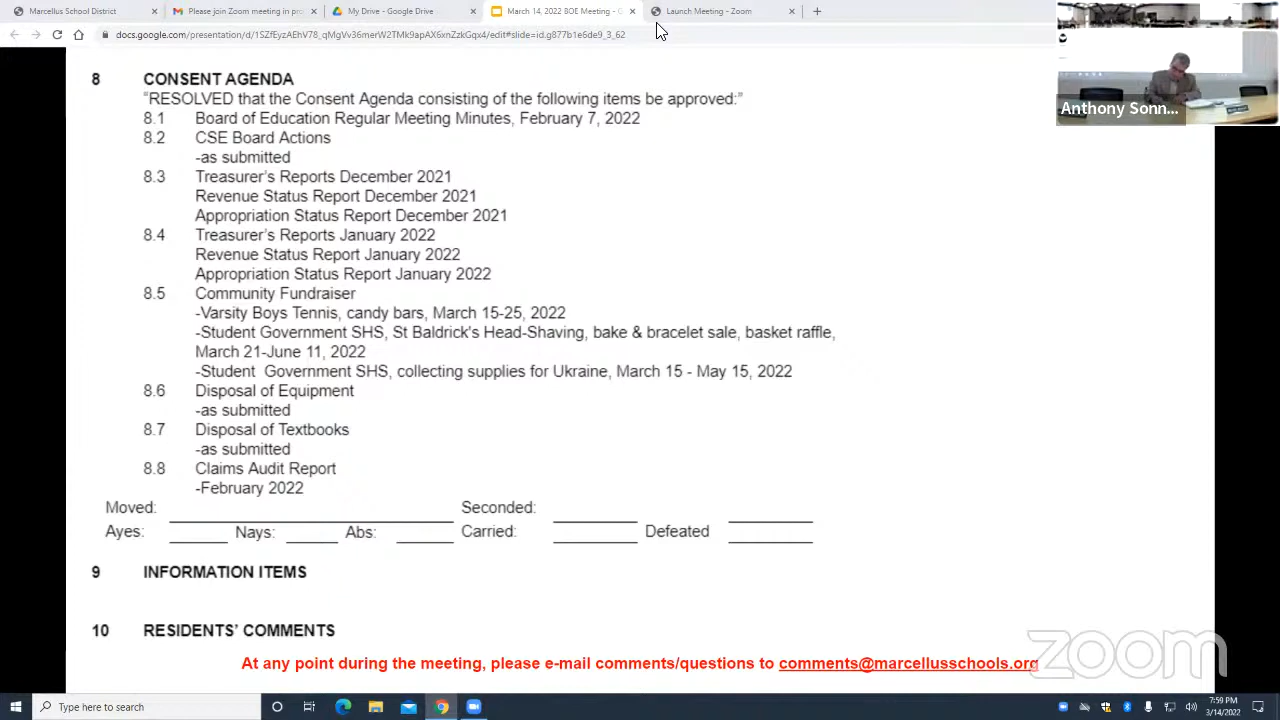 Marcellus School District
Please join Zoom meeting in pro
My Drive - Google Drive
March 14, 2022 BOE Meeting - G
Launch Meeting - Zoom
8 CONSENT AGENDA
“RESOLVED that the Consent Agenda consisting of the following items be approved:”
8.1 Board of Education Regular Meeting Minutes, February 7, 2022
8.2 CSE Board Actions
-as submitted
8.3 Treasurer's Reports December 2021
Revenue Status Report December 2021
Appropriation Status Report December 2021
8.4 Treasurer's Reports January 2022
Revenue Status Report January 2022
Appropriation Status Report January 2022
8.5 Community Fundraiser
-Varsity Boys Tennis, candy bars, March 15-25, 2022
-Student Government SHS, St Baldrick's Head-Shaving, bake & bracelet sale, basket raffle,
March 21-June 11, 2022
-Student Government SHS, collecting supplies for Ukraine, March 15 - May 15, 2022
8.6 Disposal of Equipment
-as submitted
8.7 Disposal of Textbooks
-as submitted
8.8 Claims Audit Report
-February 2022
Moved: Seconded:
Ayes: Nays: Abs: Carried: Defeated
9 INFORMATION ITEMS
10 RESIDENTS' COMMENTS
At any point during the meeting, please e-mail comments/questions to comments@marcellusschools.org
Anthony Sonn...
zoom
Type here to search
7:59 PM
3/14/2022